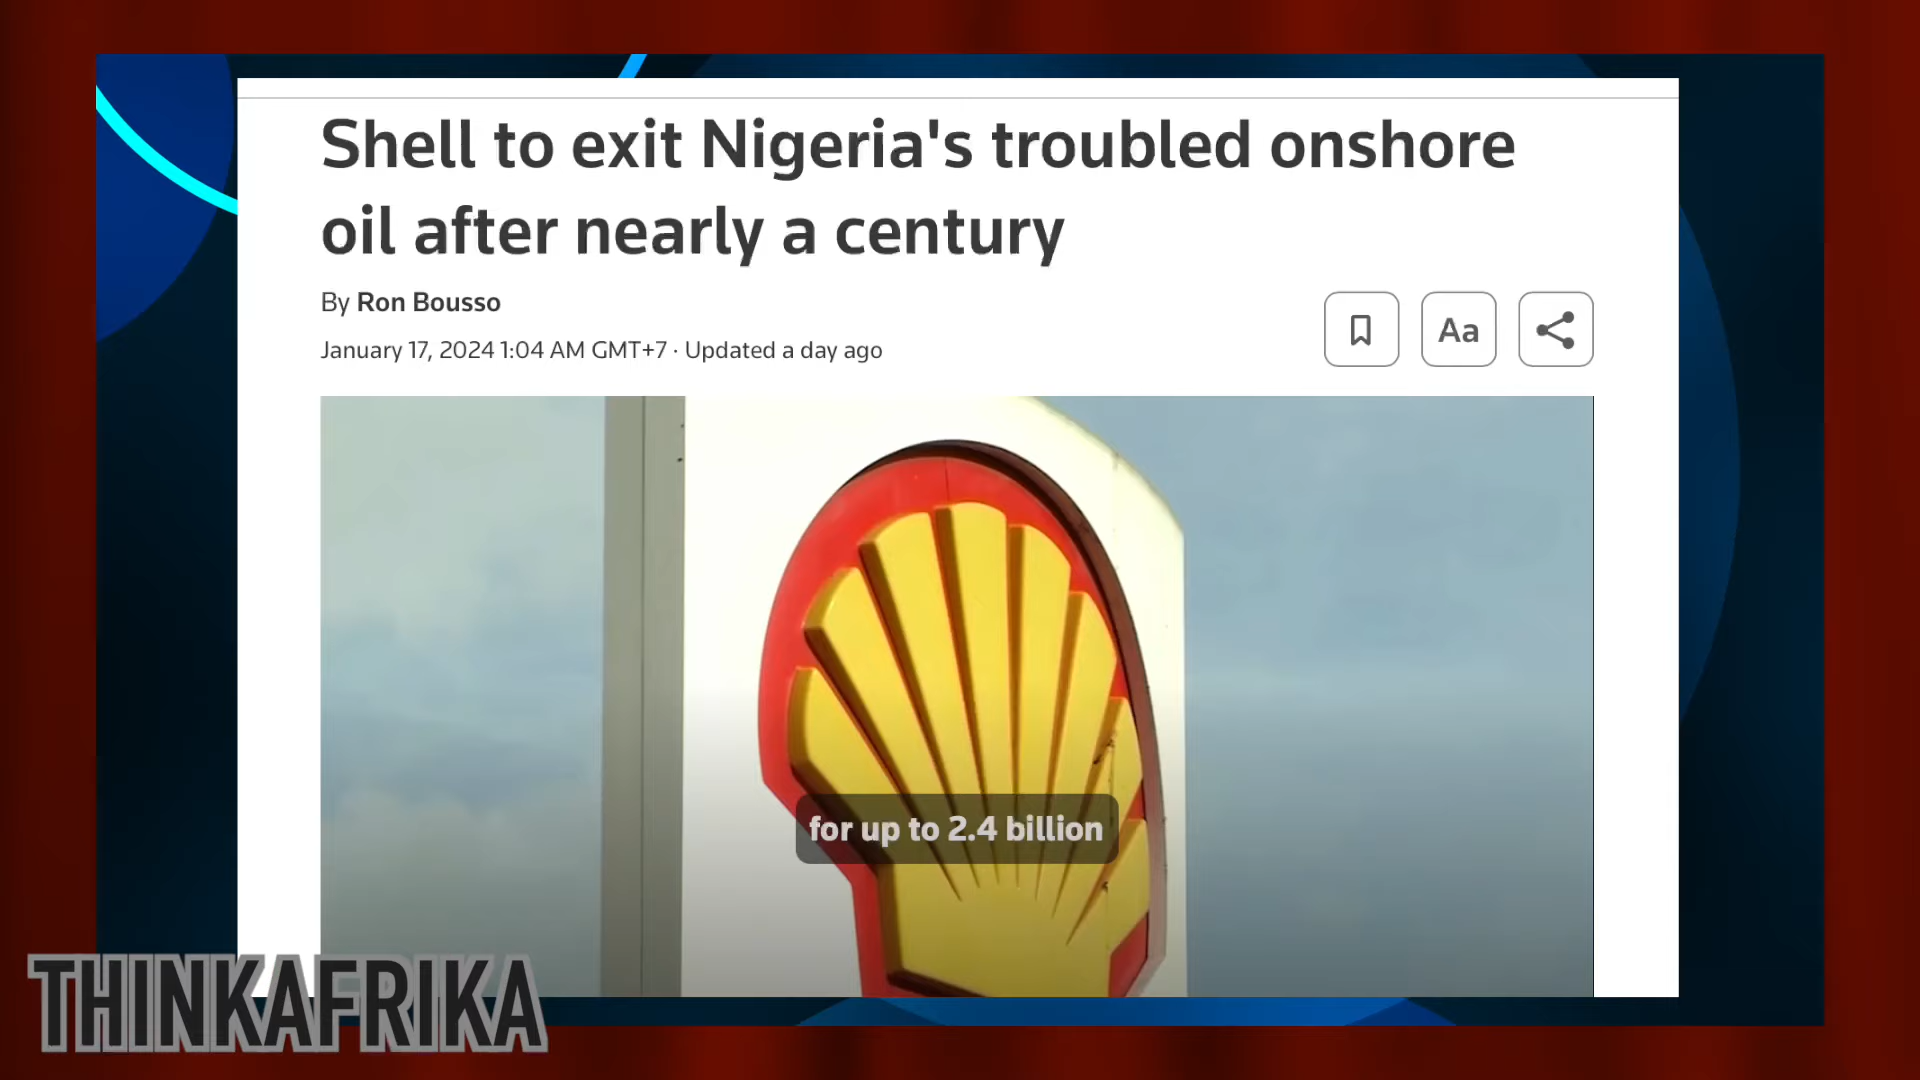 Shell to exit Nigeria's troubled onshore
oil after nearly a century
By Ron Bousso
January 17, 2024 1:04 AM GMT+7 · Updated a day ago
Aa
for up to 2.4 billion
THINKAFRIKA